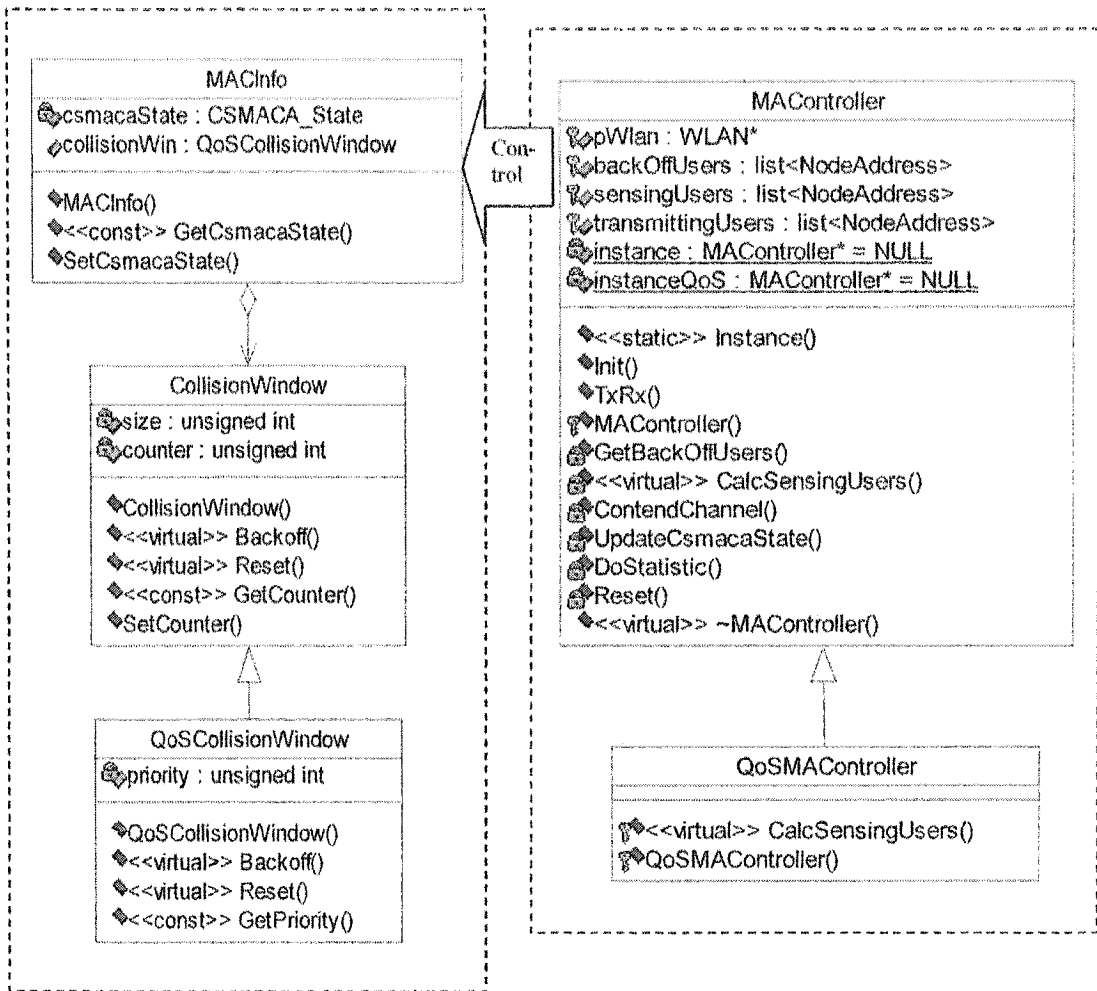 MACInfo
csmacaState : CSMACA_State
collisionWin : QoSCollisionWindow
MACInfo()
<<const>> GetCsmacaState()
SetCsmacaState()
CollisionWindow
size : unsigned int
counter : unsigned int
CollisionWindow()
<<virtual>> Backoff()
<<virtual>> Reset()
<<const>> GetCounter()
SetCounter()
QoSCollisionWindow
priority : unsigned int
QoSCollisionWindow()
<<virtual>> Backoff()
<<virtual>> Reset()
<<const>> GetPriority()
Con-
trol
MAController
pWlan : WLAN*
backOffUsers : list<NodeAddress>
sensingUsers : list<NodeAddress>
transmittingUsers : list<NodeAddress>
instance : MAController* = NULL
instanceQoS : MAController* = NULL
<<static>> Instance()
Init()
TxRx()
MAController()
GetBackOffUsers()
<<virtual>> CalcSensingUsers()
ContendChannel()
UpdateCsmacaState()
DoStatistic()
Reset()
<<virtual>> ~MAController()
QoSMAController
<<virtual>> CalcSensingUsers()
QoSMAController()